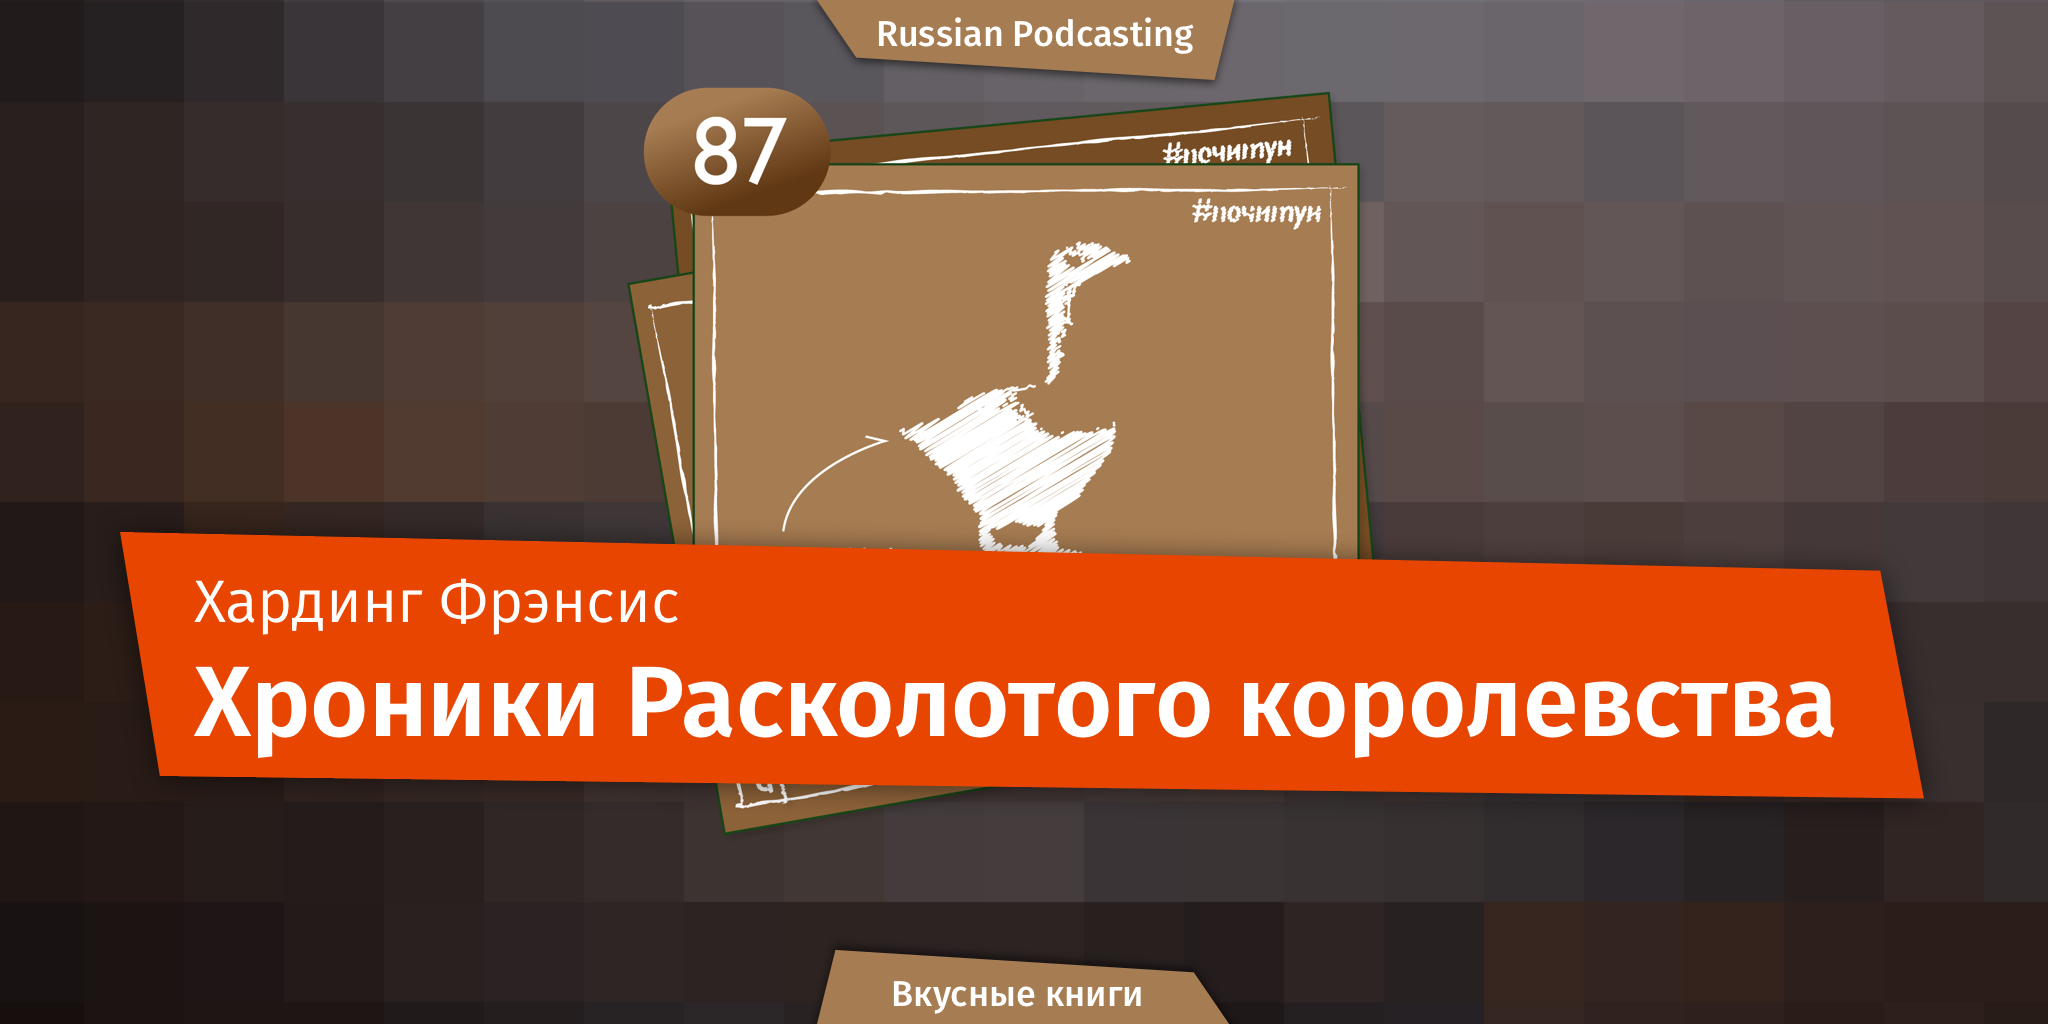 Russian Podcasting
87
#почитун
#почитун
Хардинг Фрэнсис
Хроники Расколотого королевства
Вкусные книги